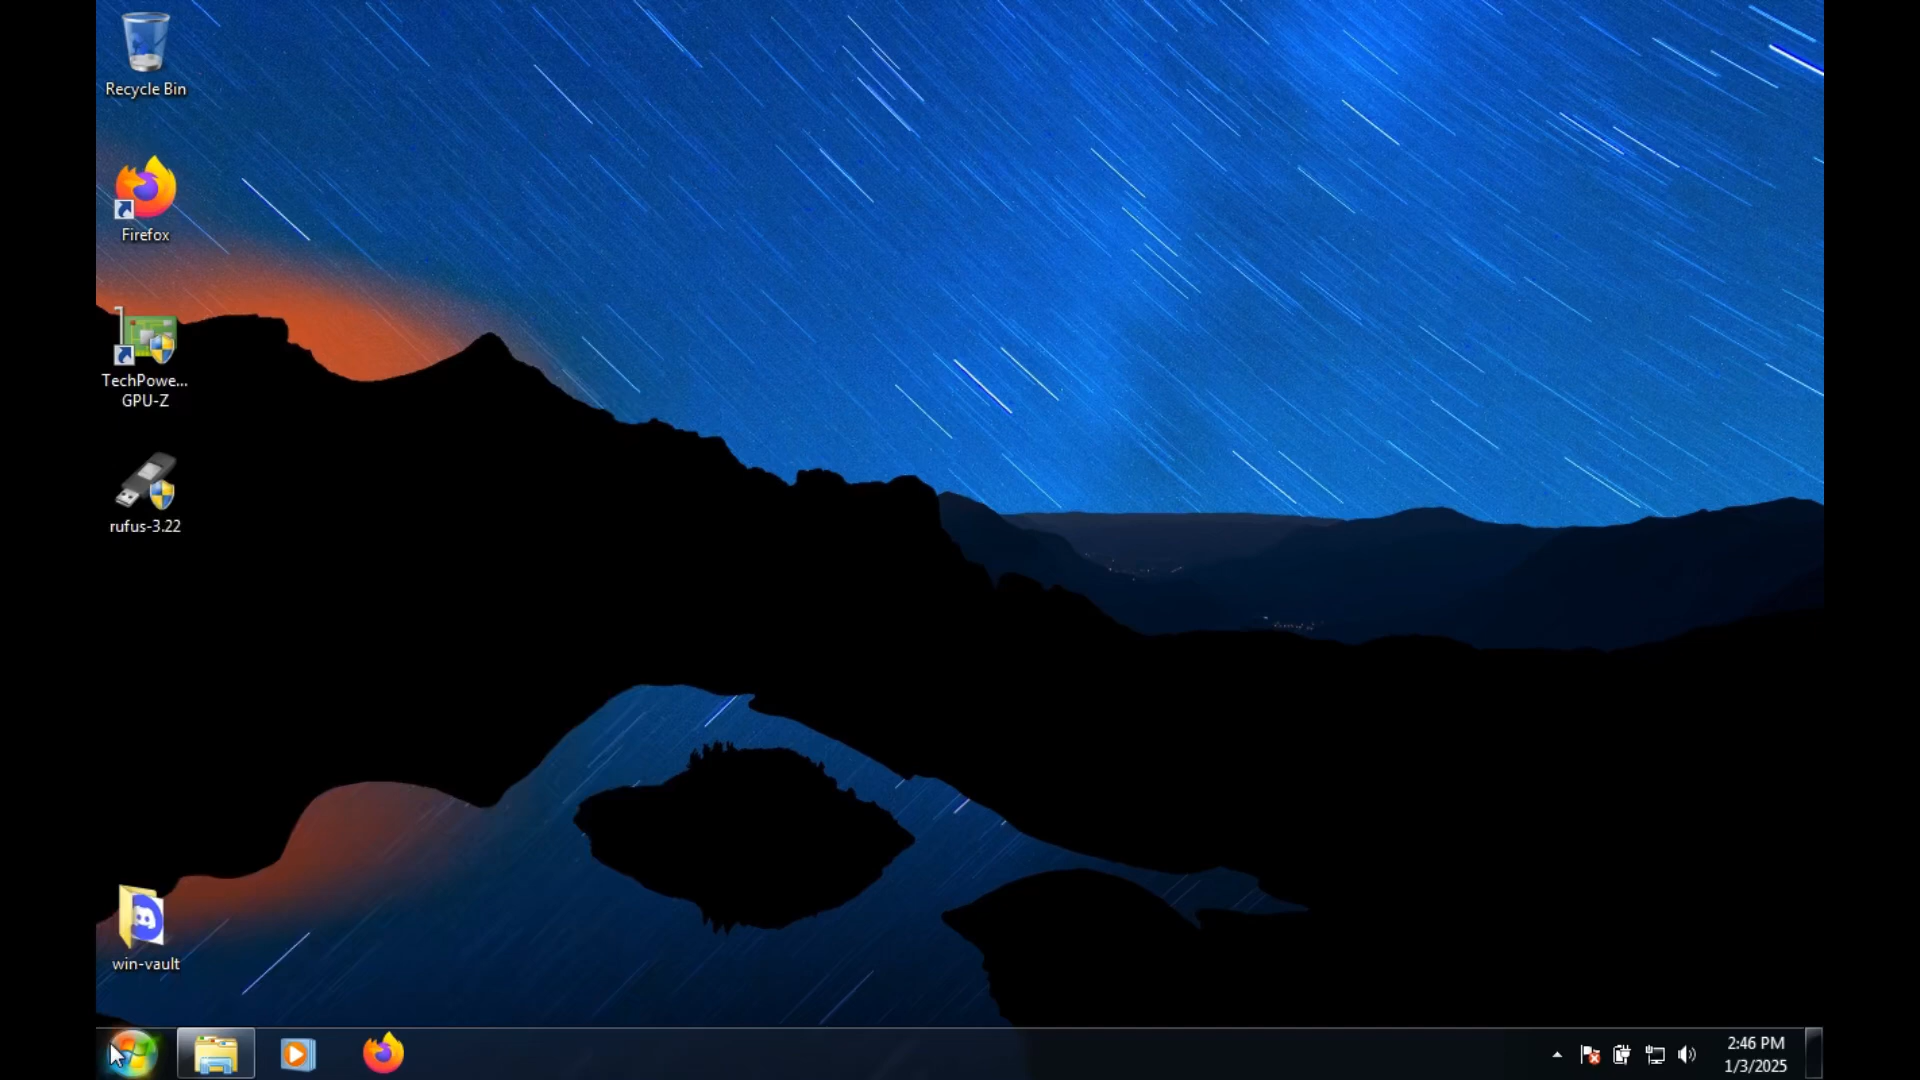 Recycle Bin
Firefox
TechPowe...
GPU-Z
rufus-3.22
win-vault
2:46 PM
1/3/2025